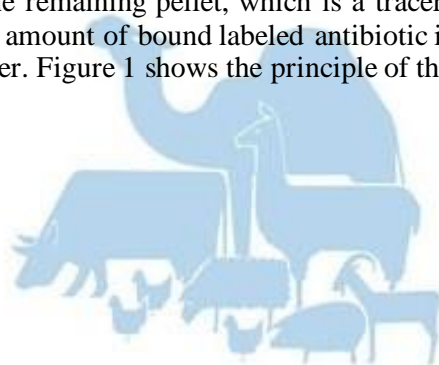 remaining pellet, which is a
amount of bound labeled antibiotic
Figure 1 shows the principle of